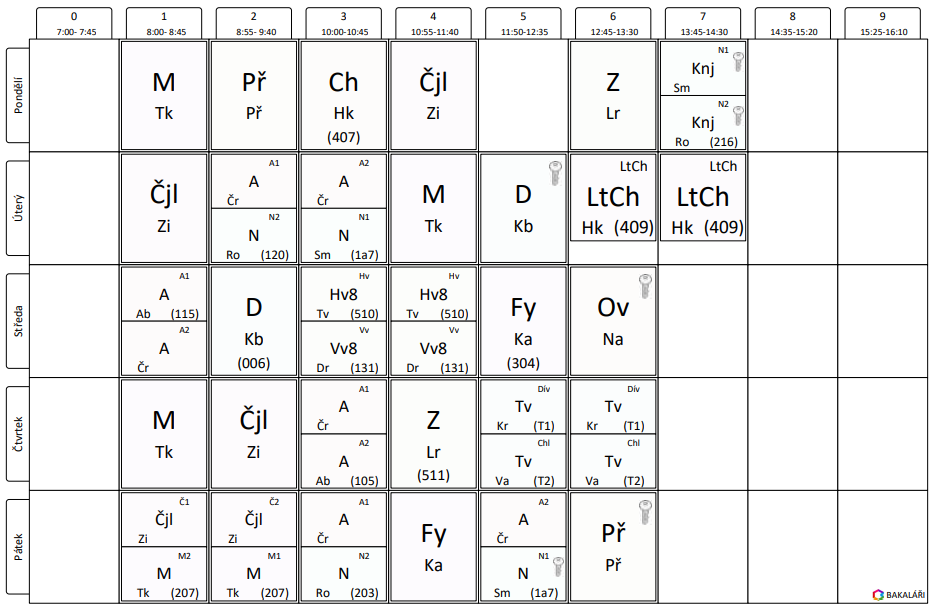 0 1 2 3 4 5 6 7 8 9
7:00- 7:45 8:00- 8:45 8:55- 9:40 10:00-10:45 10:55-11:40 11:50-12:35 12:45-13:30 13:45-14:30 14:35-15:20 15:25-16:10
Pondělí
M
Tk
Př
Př
Ch
Hk
(407)
Čjl
Zi
Z
Lr
N1
Knj
Sm
N2
Knj
Ro (216)
Úterý
Čjl
Zi
A1
A
Čr
N2
N
Ro (120)
A2
A
Čr
N1
N
Sm (1a7)
M
Tk
D
Kb
LtCh
LtCh
Hk (409)
LtCh
LtCh
Hk (409)
Středa
A1
A
Ab (115)
A2
A
Čr
D
Kb
(006)
Hv
Hv8
Tv (510)
Vv
Vv8
Dr (131)
Hv
Hv8
Tv (510)
Vv
Vv8
Dr (131)
Fy
Ka
(304)
Ov
Na
Čtvrtek
M
Tk
Čjl
Zi
A1
A
Čr
A2
A
Ab (105)
Z
Lr
(511)
Dív
Tv
Kr (T1)
Chl
Tv
Va (T2)
Dív
Tv
Kr (T1)
Chl
Tv
Va (T2)
Pátek
Č1
Čjl
Zi
M2
M
Tk (207)
Č2
Čjl
Zi
M1
M
Tk (207)
A1
A
Čr
N2
N
Ro (203)
Fy
Ka
A2
A
Čr
N1
N
Sm (1a7)
Př
Př
BAKALÁŘI